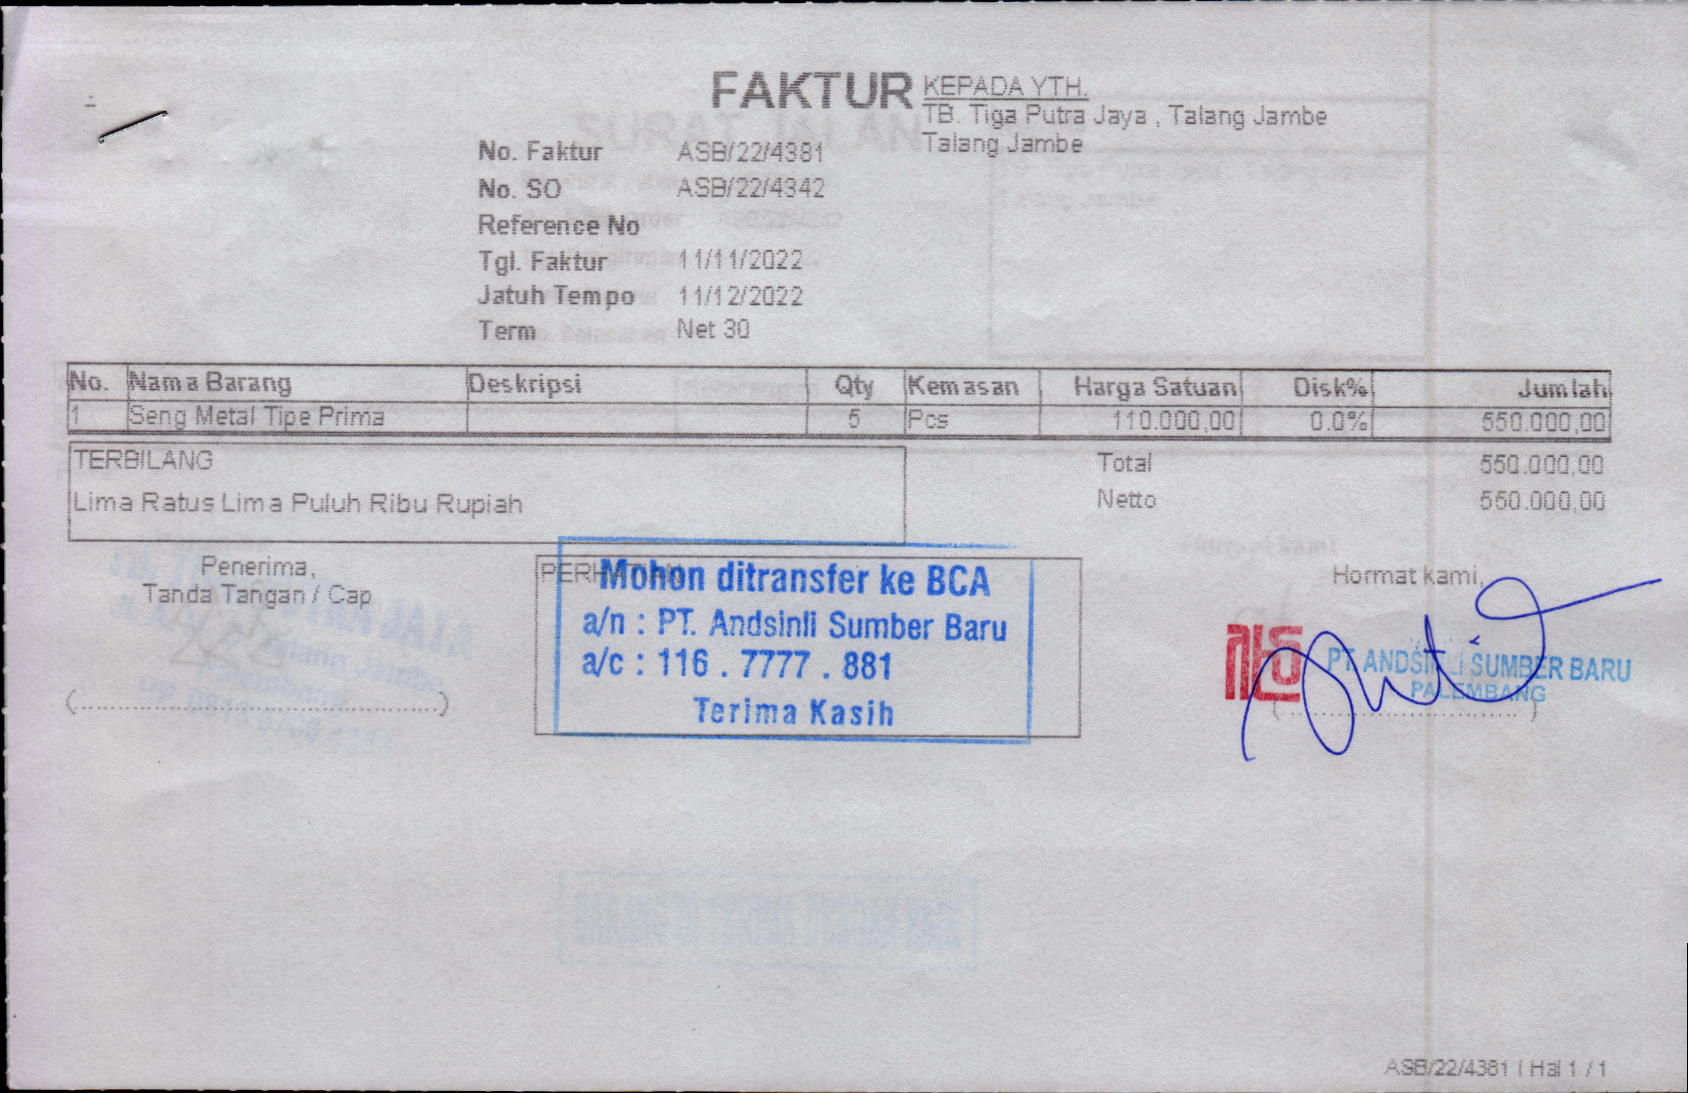 FAKTUR
KEPADA YTH.
TB. Tiga Putra Jaya , Talang Jambe
Talang Jambe
No. Faktur ASB/22/4381
No. SO ASB/22/4342
Reference No
Tgl. Faktur 11/11/2022
Jatuh Tempo 11/12/2022
Term Net 30
No. Nama Barang Deskripsi Qty Kemasan Harga Satuan Disk% Jumlah
1 Seng Metal Tipe Prima 5 Pcs 110.000,00 0.0% 550.000,00
TERBILANG
Lima Ratus Lima Puluh Ribu Rupiah
Total 550.000,00
Netto 550.000,00
Penerima,
Tanda Tangan / Cap
(..........................................)
Mohon ditransfer ke BCA
a/n : PT. Andsinli Sumber Baru
a/c : 116 . 7777 . 881
Terima Kasih
Hormat kami,
PT. ANDSINLI SUMBER BARU
PALEMBANG
(..........................................)
ASB/22/4381 | Hal 1 / 1